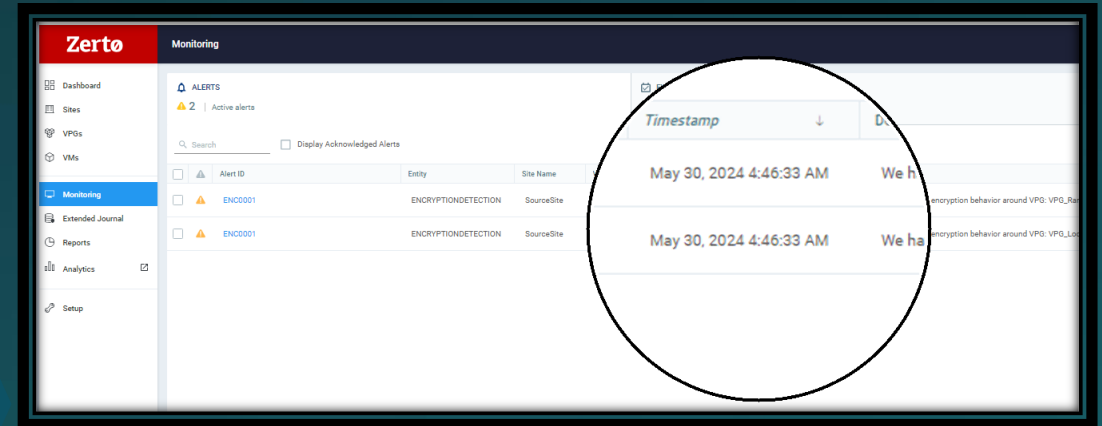 Zertø
Monitoring
Dashboard
Sites
VPGs
VMs
Monitoring
Extended Journal
Reports
Analytics
Setup
ALERTS
2 | Active alerts
Search
Display Acknowledged Alerts
Alert ID Entity Site Name
ENC0001 ENCRYPTIONDETECTION SourceSite
ENC0001 ENCRYPTIONDETECTION SourceSite
Timestamp ↓
May 30, 2024 4:46:33 AM We h
encryption behavior around VPG: VPG_Ran
May 30, 2024 4:46:33 AM We ha
encryption behavior around VPG: VPG_Loc